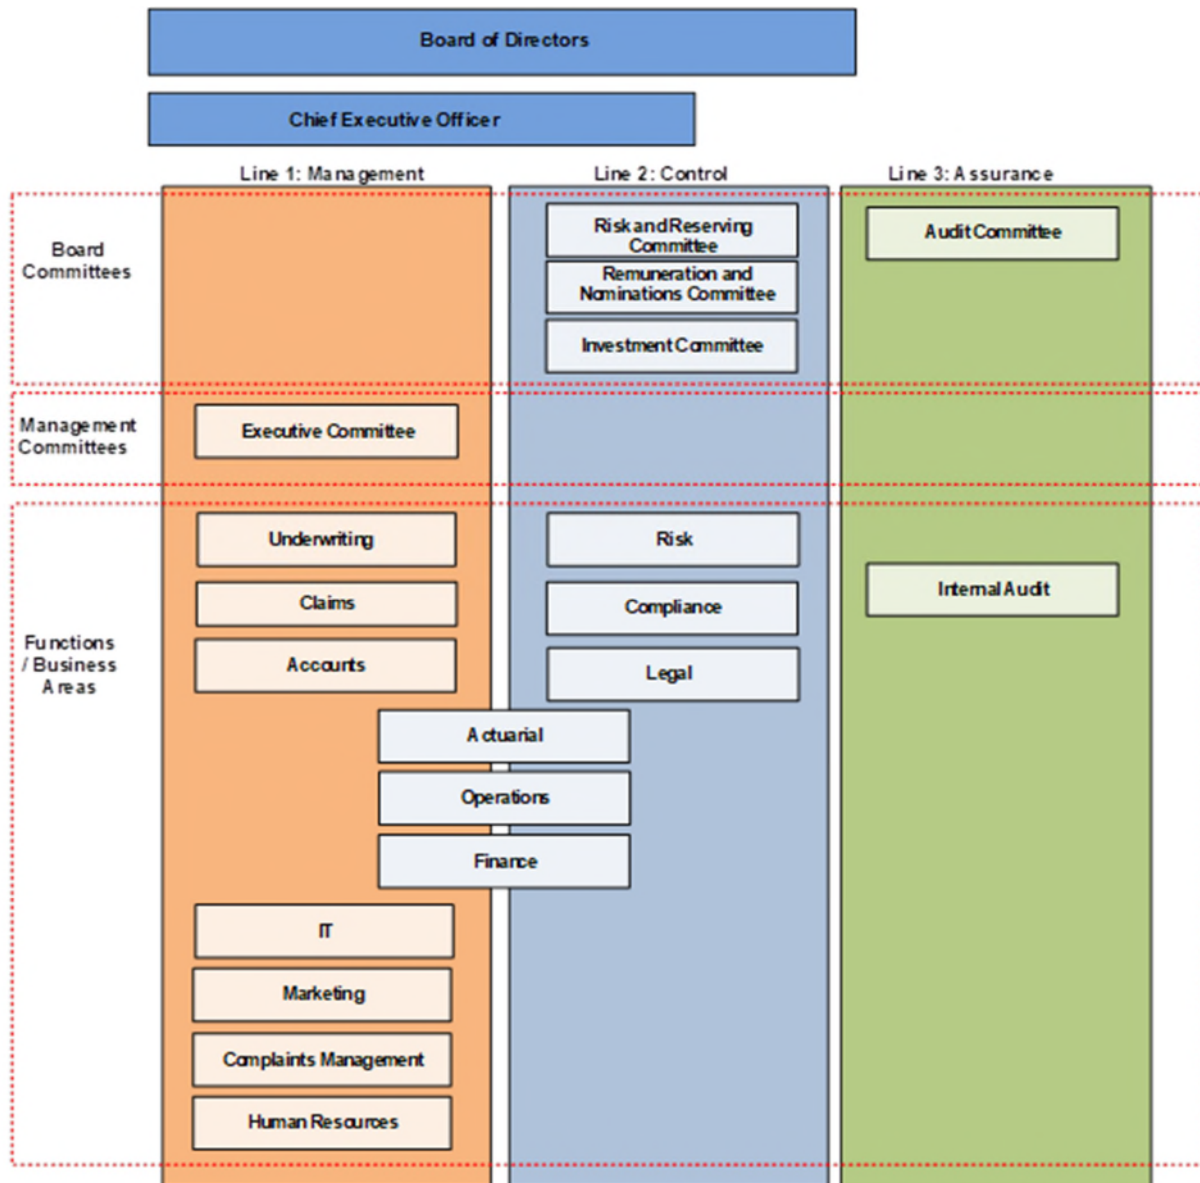 Board of Directors
Chief Executive Officer
Line 1: Management
Line 2: Control
Line 3: Assurance
Board
Committees
Risk and Reserving
Committee
Remuneration and
Nominations Committee
Investment Committee
Audit Committee
Management
Committees
Executive Committee
Functions
/ Business
Areas
Underwriting
Claims
Accounts
Risk
Compliance
Legal
Internal Audit
Actuarial
Operations
Finance
IT
Marketing
Complaints Management
Human Resources